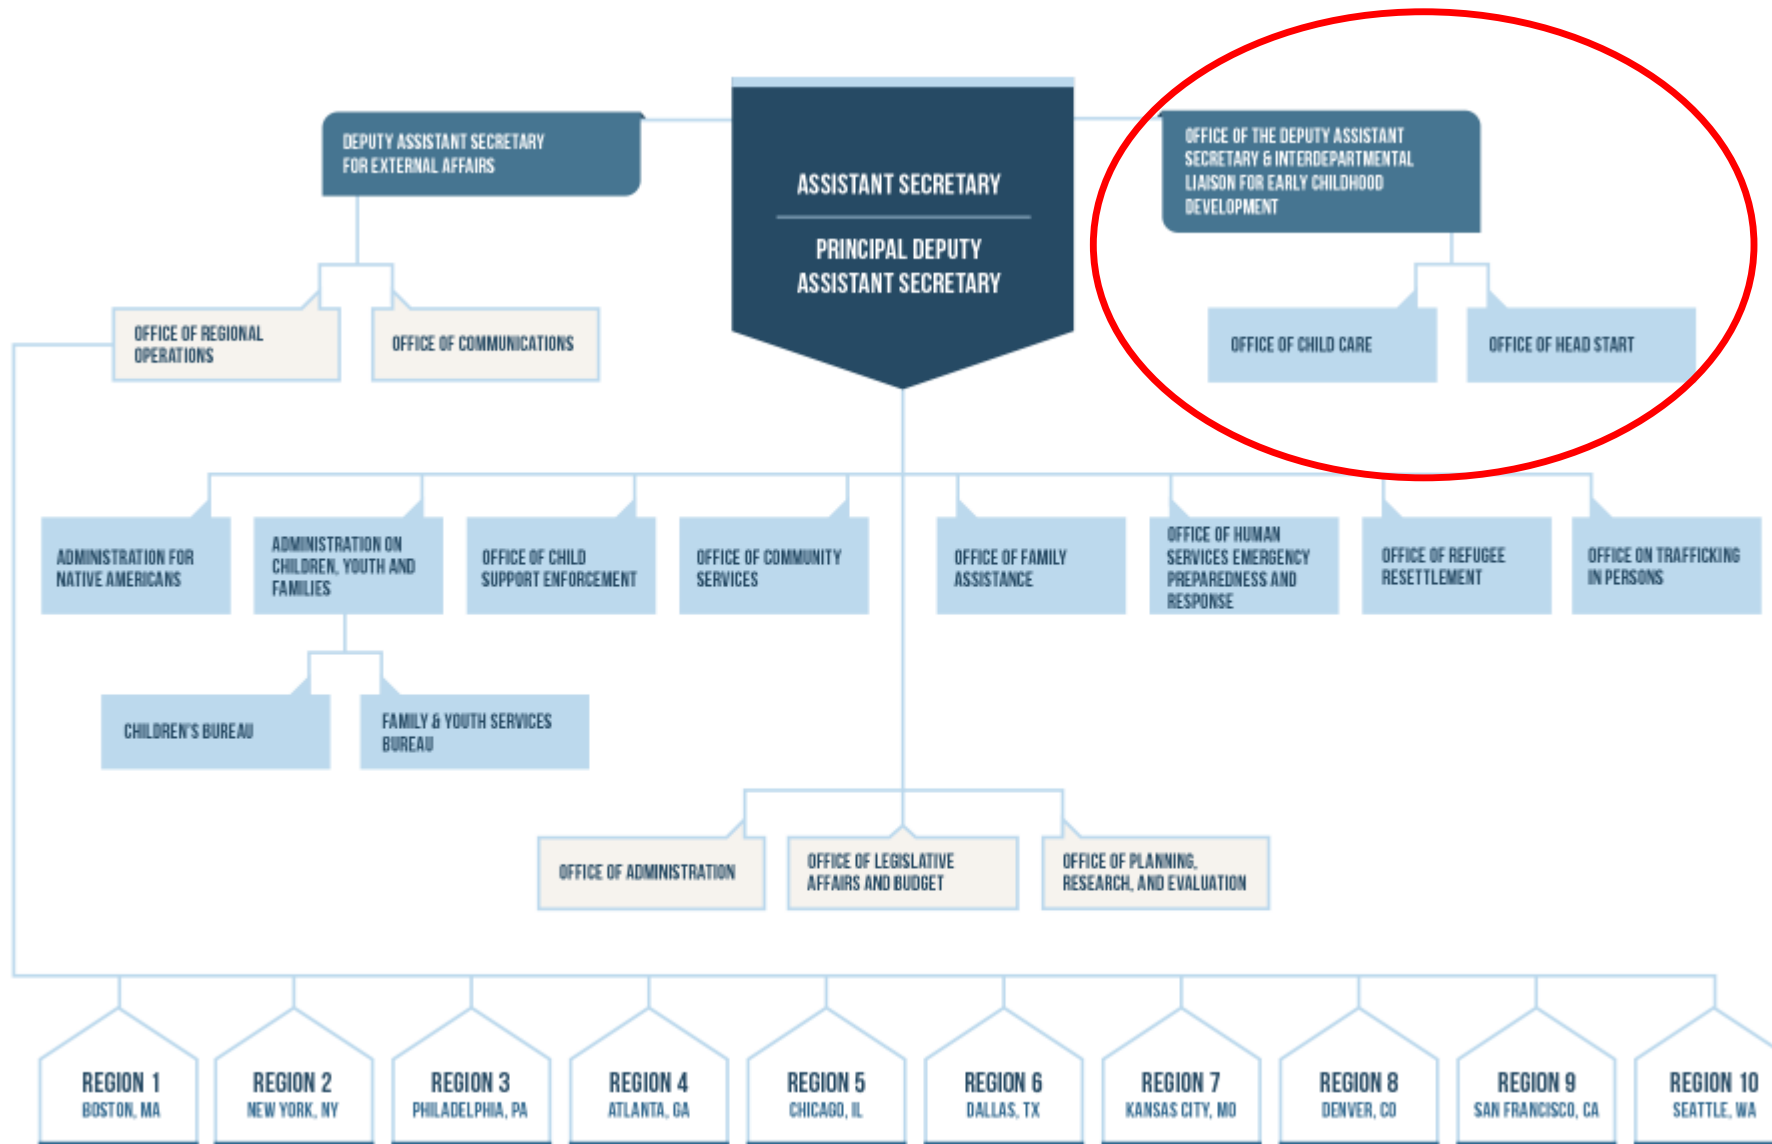 DEPUTY ASSISTANT SECRETARY
FOR EXTERNAL AFFAIRS
ASSISTANT SECRETARY
PRINCIPAL DEPUTY
ASSISTANT SECRETARY
OFFICE OF THE DEPUTY ASSISTANT
SECRETARY & INTERDEPARTMENTAL
LIAISON FOR EARLY CHILDHOOD
DEVELOPMENT
OFFICE OF REGIONAL
OPERATIONS
OFFICE OF COMMUNICATIONS
OFFICE OF CHILD CARE
OFFICE OF HEAD START
ADMINISTRATION FOR
NATIVE AMERICANS
ADMINISTRATION ON
CHILDREN, YOUTH AND
FAMILIES
OFFICE OF CHILD
SUPPORT ENFORCEMENT
OFFICE OF COMMUNITY
SERVICES
OFFICE OF FAMILY
ASSISTANCE
OFFICE OF HUMAN
SERVICES EMERGENCY
PREPAREDNESS AND
RESPONSE
OFFICE OF REFUGEE
RESETTLEMENT
OFFICE ON TRAFFICKING
IN PERSONS
CHILDREN'S BUREAU
FAMILY & YOUTH SERVICES
BUREAU
OFFICE OF ADMINISTRATION
OFFICE OF LEGISLATIVE
AFFAIRS AND BUDGET
OFFICE OF PLANNING,
RESEARCH, AND EVALUATION
REGION 1
BOSTON, MA
REGION 2
NEW YORK, NY
REGION 3
PHILADELPHIA, PA
REGION 4
ATLANTA, GA
REGION 5
CHICAGO, IL
REGION 6
DALLAS, TX
REGION 7
KANSAS CITY, MO
REGION 8
DENVER, CO
REGION 9
SAN FRANCISCO, CA
REGION 10
SEATTLE, WA